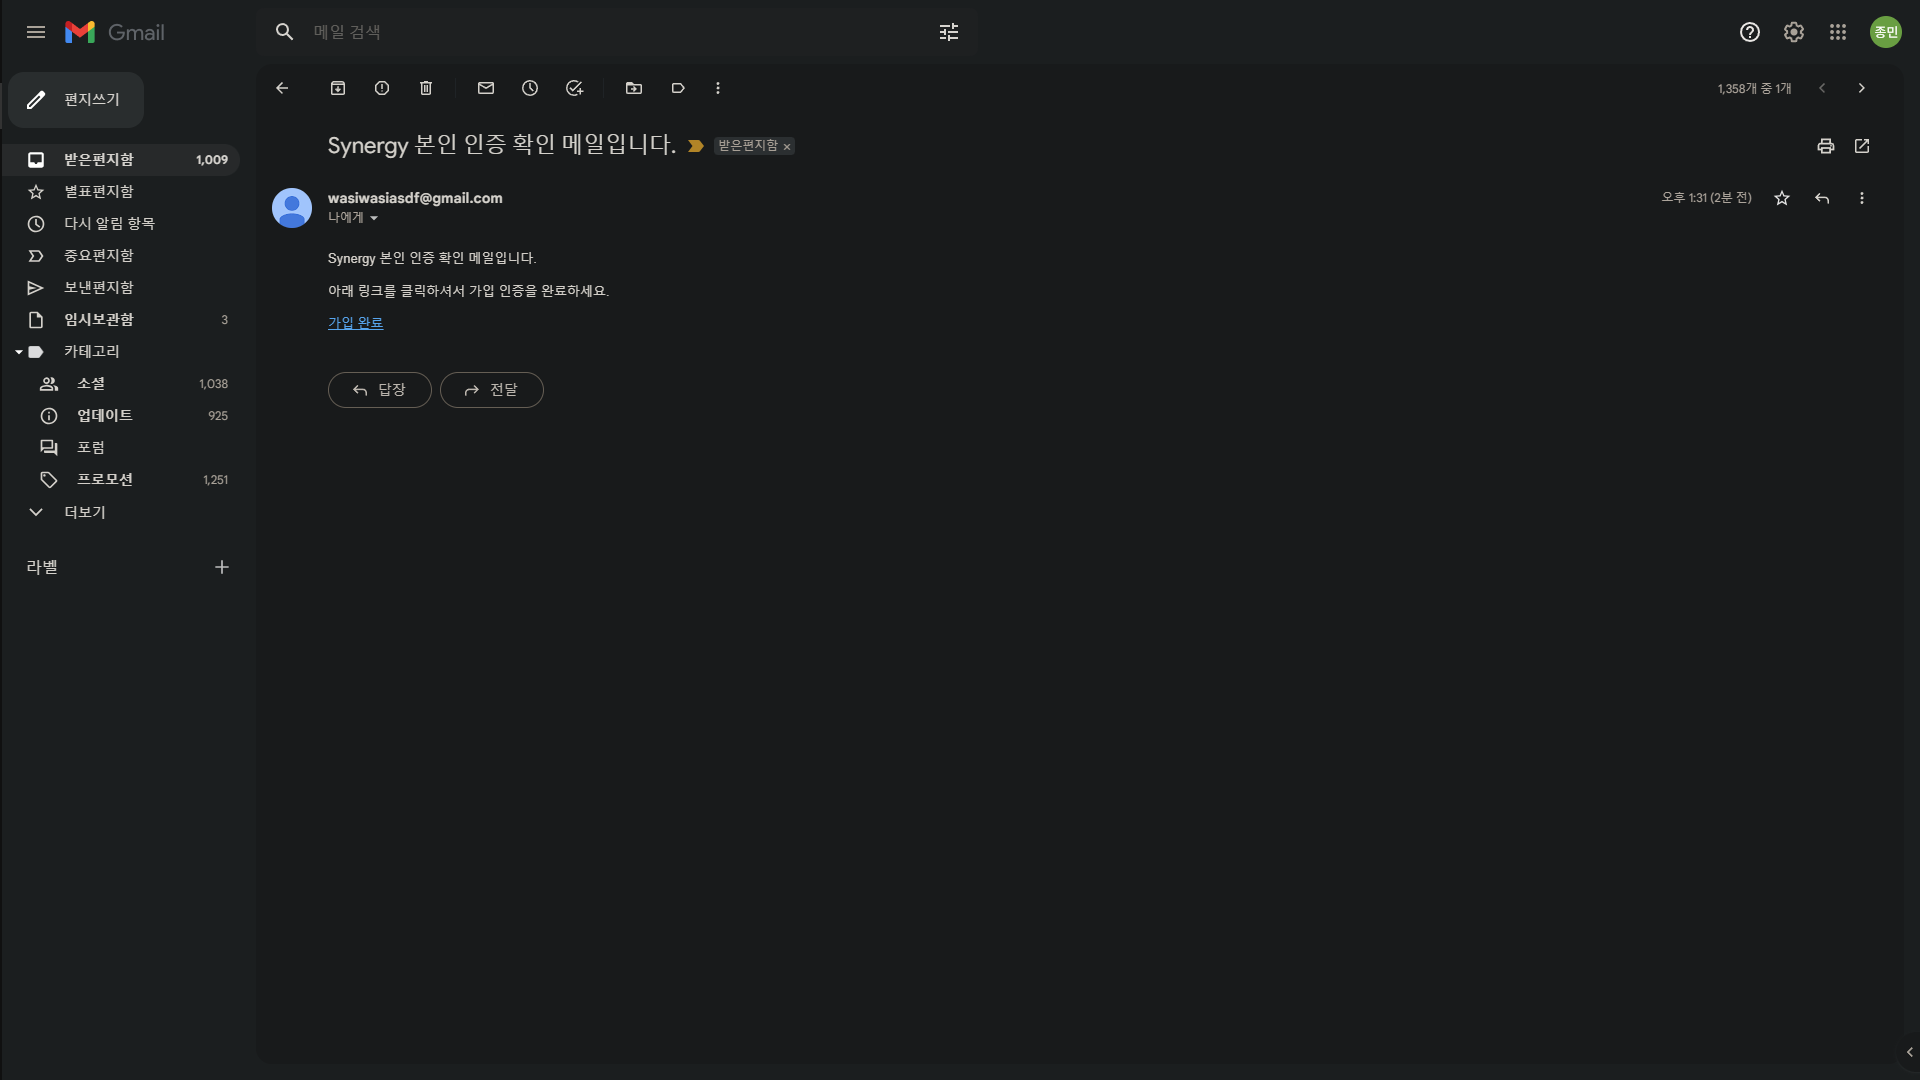 Gmail
메일 검색
종민
편지쓰기
받은편지함 1,009
별표편지함
다시 알림 항목
중요편지함
보낸편지함
임시보관함 3
카테고리
소셜 1,038
업데이트 925
포럼
프로모션 1,251
더보기
라벨
1,358개 중 1개
Synergy 본인 인증 확인 메일입니다. 받은편지함 ×
wasiwasiasdf@gmail.com
오후 1:31 (2분 전)
나에게
Synergy 본인 인증 확인 메일입니다.
아래 링크를 클릭하셔서 가입 인증을 완료하세요.
가입 완료
답장
전달